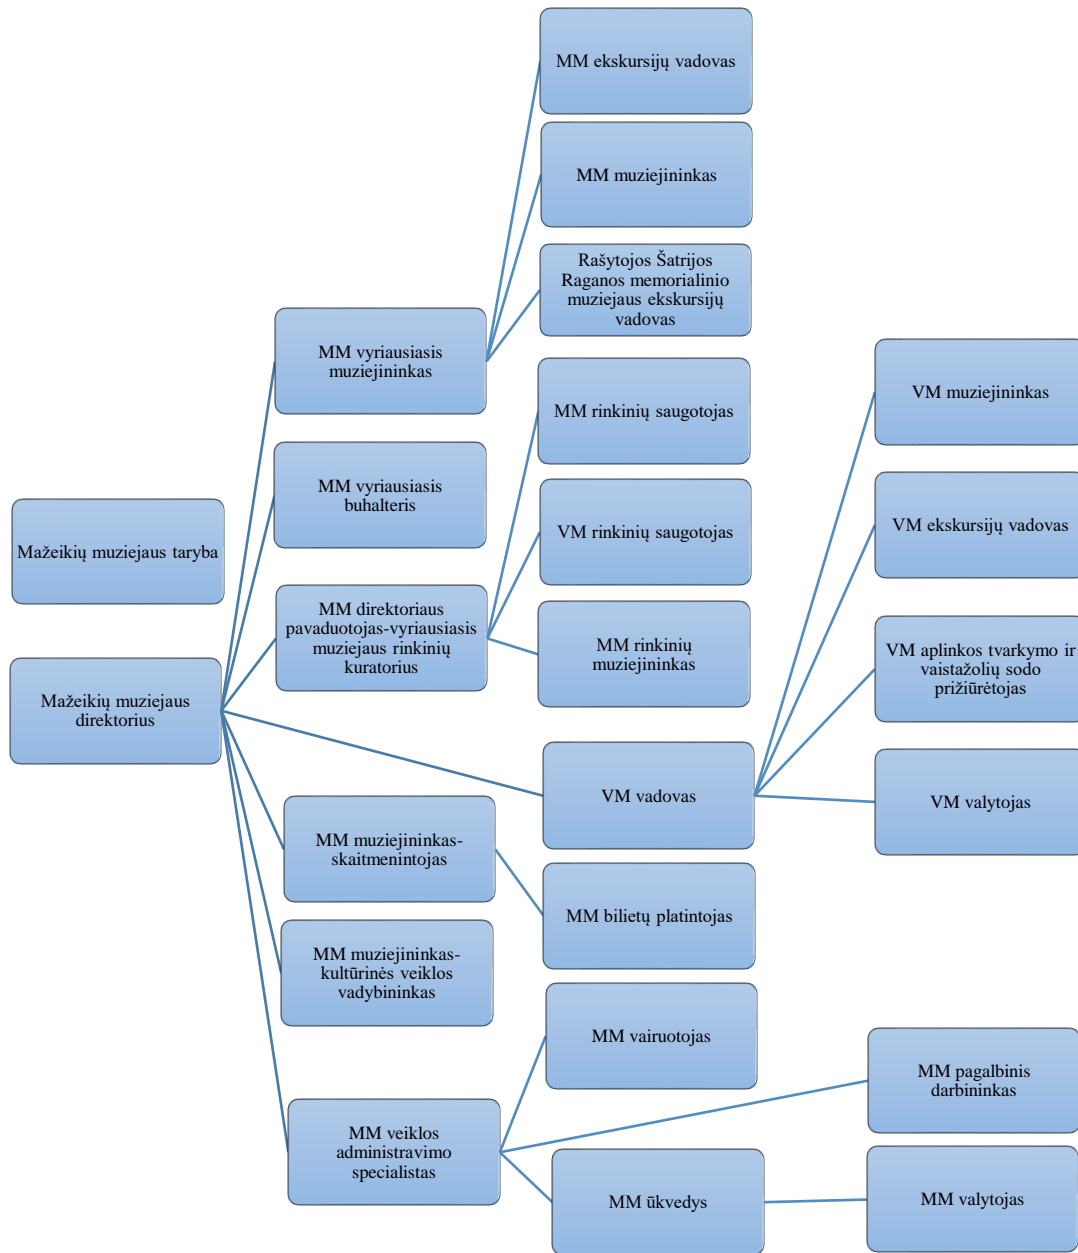 MM ekskursijų vadovas
MM muziejininkas
Rašytojos Šatrijos
Raganos memorialinio
muziejaus ekskursijų
vadovas
MM vyriausiasis
muziejininkas
MM rinkinių saugotojas
VM muziejininkas
MM vyriausiasis
buhalteris
VM rinkinių saugotojas
VM ekskursijų vadovas
Mažeikių muziejaus taryba
MM direktoriaus
pavaduotojas-vyriausiasis
muziejaus rinkinių
kuratorius
MM rinkinių
muziejininkas
VM aplinkos tvarkymo ir
vaistažolių sodo
prižiūrėtojas
Mažeikių muziejaus
direktorius
VM vadovas
VM valytojas
MM muziejininkas-
skaitmenintojas
MM bilietų platintojas
MM muziejininkas-
kultūrinės veiklos
vadybininkas
MM vairuotojas
MM pagalbinis
darbininkas
MM veiklos
administravimo
specialistas
MM ūkvedys
MM valytojas